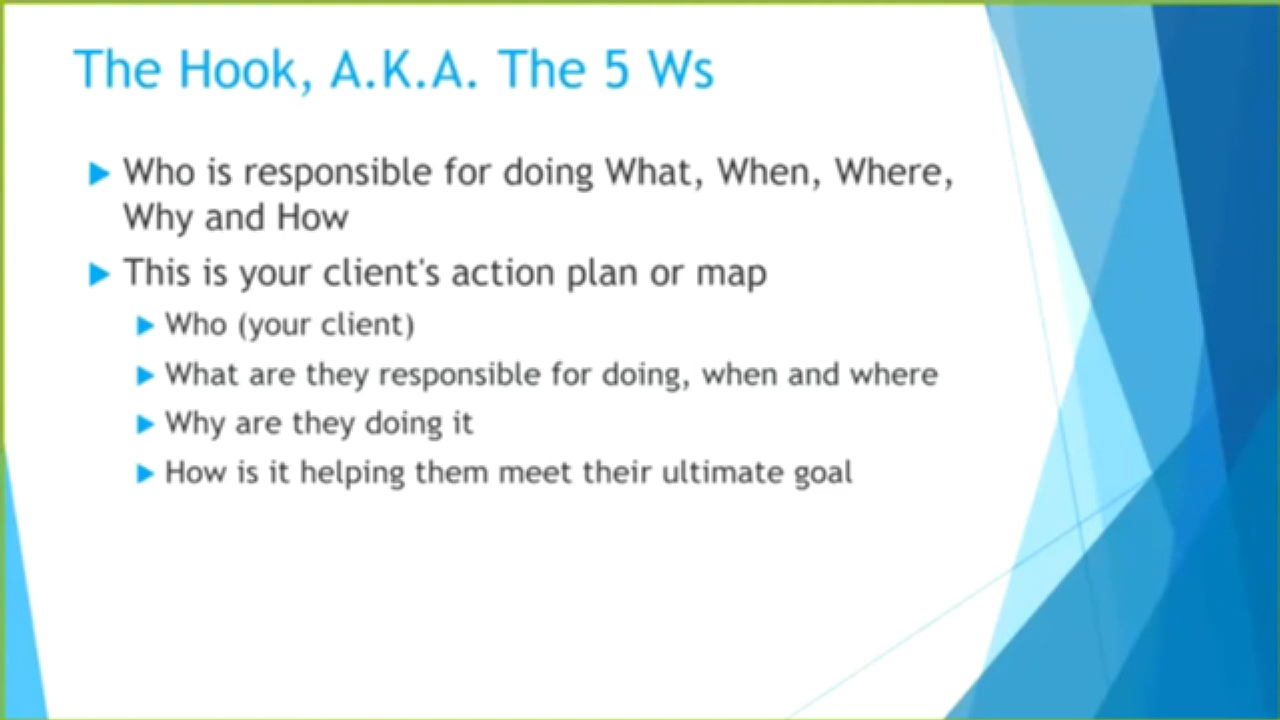 The Hook, A.K.A. The 5 Ws
Who is responsible for doing What, When, Where,
Why and How
This is your client's action plan or map
Who (your client)
What are they responsible for doing, when and where
Why are they doing it
How is it helping them meet their ultimate goal